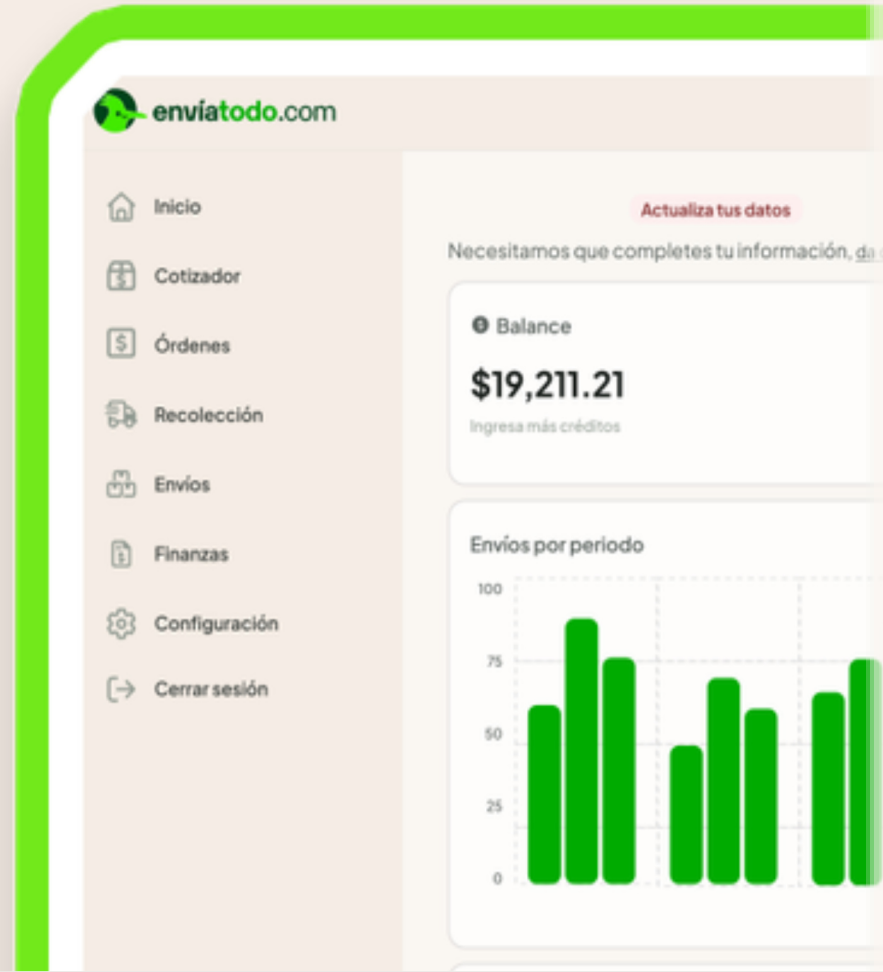 envíatodo.com
Inicio
Cotizador
Órdenes
Recolección
Envíos
Finanzas
Configuración
Cerrar sesión
Actualiza tus datos
Necesitamos que completes tu información,
Balance
$19,211.21
Ingresa más créditos
Envíos por periodo
100
75
50
25
0